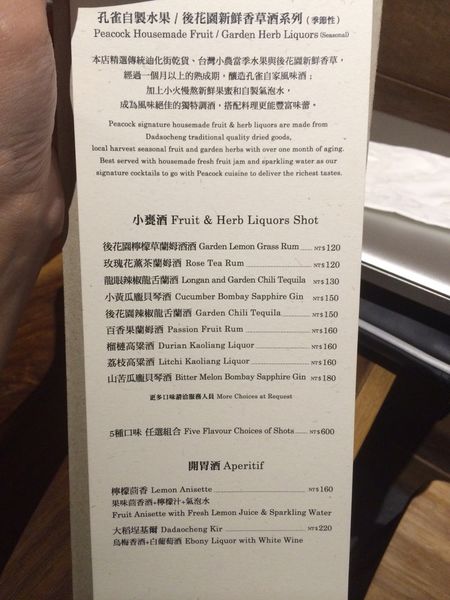 孔雀自製水果 / 後花園新鮮香草酒系列 (季節性)
Peacock Housemade Fruit / Garden Herb Liquors (Seasonal)
本店精選傳統迪化街乾貨、台灣小農當季水果與後花園新鮮香草，
經過一個月以上的熟成期，釀造孔雀自家風味酒；
加上小火慢熬新鮮果蜜和自製氣泡水，
成為風味絕佳的獨特調酒，搭配料理更能豐富味蕾。
Peacock signature housemade fruit & herb liquors are made from
Dadaocheng traditional quality dried goods,
local harvest seasonal fruit and garden herbs with over one month of aging.
Best served with housemade fresh fruit jam and sparkling water as our
signature cocktails to go with Peacock cuisine to deliver the richest tastes.
小甕酒 Fruit & Herb Liquors Shot
後花園檸檬草蘭姆酒酒 Garden Lemon Grass Rum NT$120
玫瑰花薰茶蘭姆酒 Rose Tea Rum NT$120
龍眼辣椒龍舌蘭酒 Longan and Garden Chili Tequila NT$130
小黃瓜龐貝琴酒 Cucumber Bombay Sapphire Gin NT$150
後花園辣椒龍舌蘭酒 Garden Chili Tequila NT$150
百香果蘭姆酒 Passion Fruit Rum NT$160
榴槤高粱酒 Durian Kaoliang Liquor NT$160
荔枝高粱酒 Litchi Kaoliang Liquor NT$160
山苦瓜龐貝琴酒 Bitter Melon Bombay Sapphire Gin NT$180
更多口味請洽服務人員 More Choices at Request
5種口味 任選組合 Five Flavour Choices of Shots NT$600
開胃酒 Aperitif
檸檬茴香 Lemon Anisette NT$160
果味茴香酒+檸檬汁+氣泡水
Fruit Anisette with Fresh Lemon Juice & Sparkling Water
大稻埕基爾 Dadaocheng Kir NT$220
烏梅香酒+白葡萄酒 Ebony Liquor with White Wine